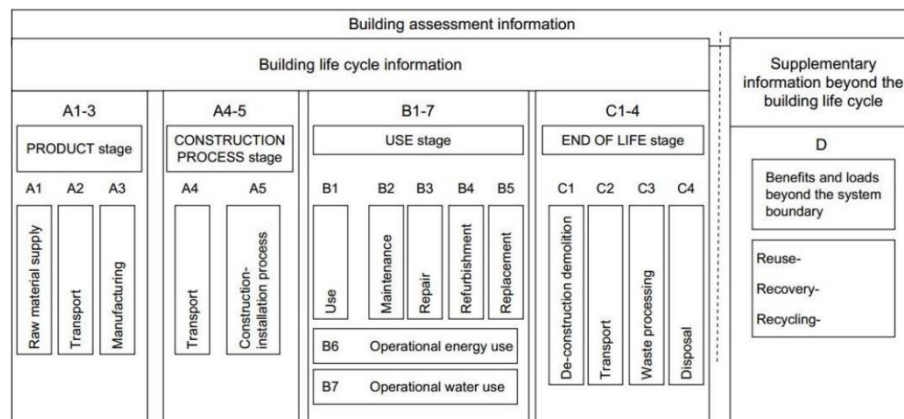 Building assessment information
Building life cycle information
Supplementary
information beyond the
building life cycle
A1-3
PRODUCT stage
A1
A2
A3
Raw material supply
Transport
Manufacturing
A4-5
CONSTRUCTION
PROCESS stage
A4
A5
Transport
Construction-
installation process
B1-7
USE stage
B1
B2
B3
B4
B5
Use
Maintenance
Repair
Refurbishment
Replacement
B6 Operational energy use
B7 Operational water use
C1-4
END OF LIFE stage
C1
C2
C3
C4
De-construction demolition
Transport
Waste processing
Disposal
D
Benefits and loads
beyond the system
boundary
Reuse-
Recovery-
Recycling-